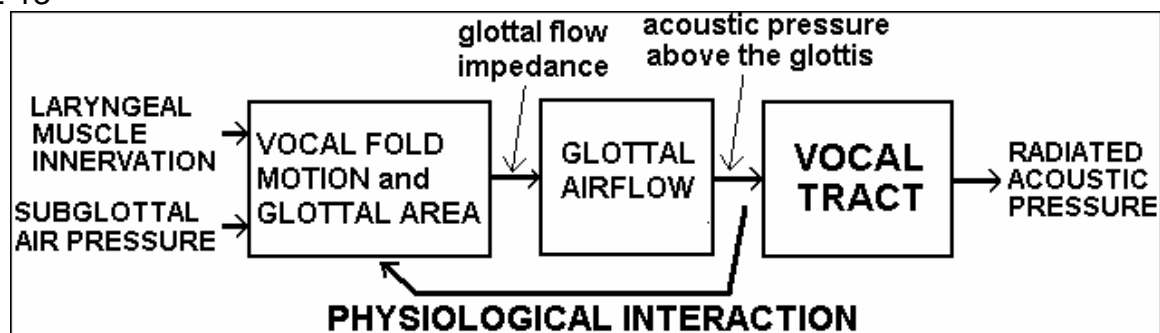 glottal flow
impedance
acoustic pressure
above the glottis
LARYNGEAL
MUSCLE
INNERVATION
SUBGLOTTAL
AIR PRESSURE
VOCAL FOLD
MOTION and
GLOTTAL AREA
GLOTTAL
AIRFLOW
VOCAL
TRACT
RADIATED
ACOUSTIC
PRESSURE
PHYSIOLOGICAL INTERACTION